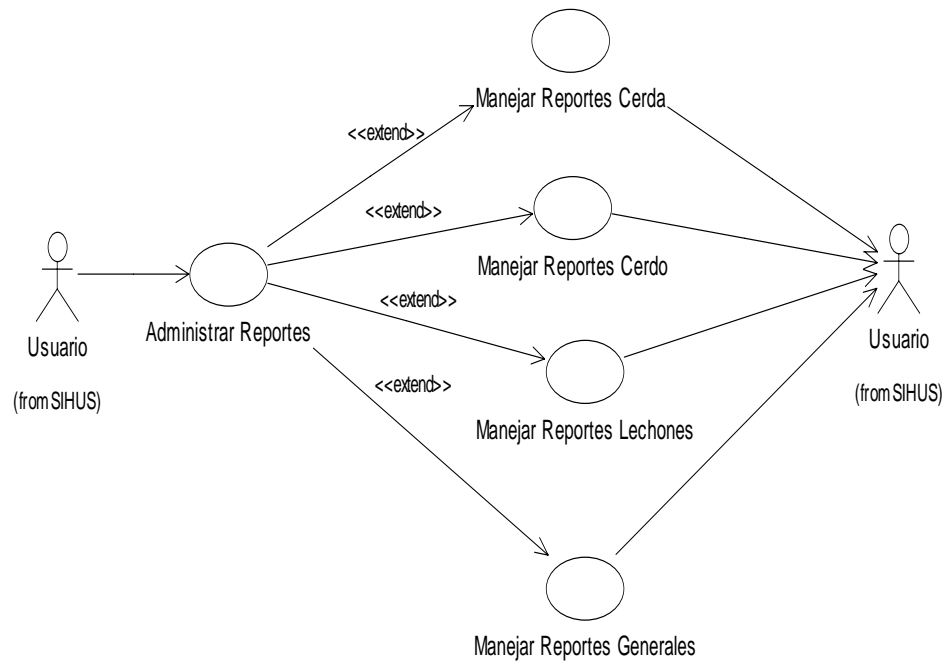 Manejar Reportes Cerda
<<extend>>
<<extend>>
Manejar Reportes Cerdo
<<extend>>
Administrar Reportes
Usuario
(from SIHUS)
Usuario
(from SIHUS)
<<extend>>
Manejar Reportes Lechones
Manejar Reportes Generales